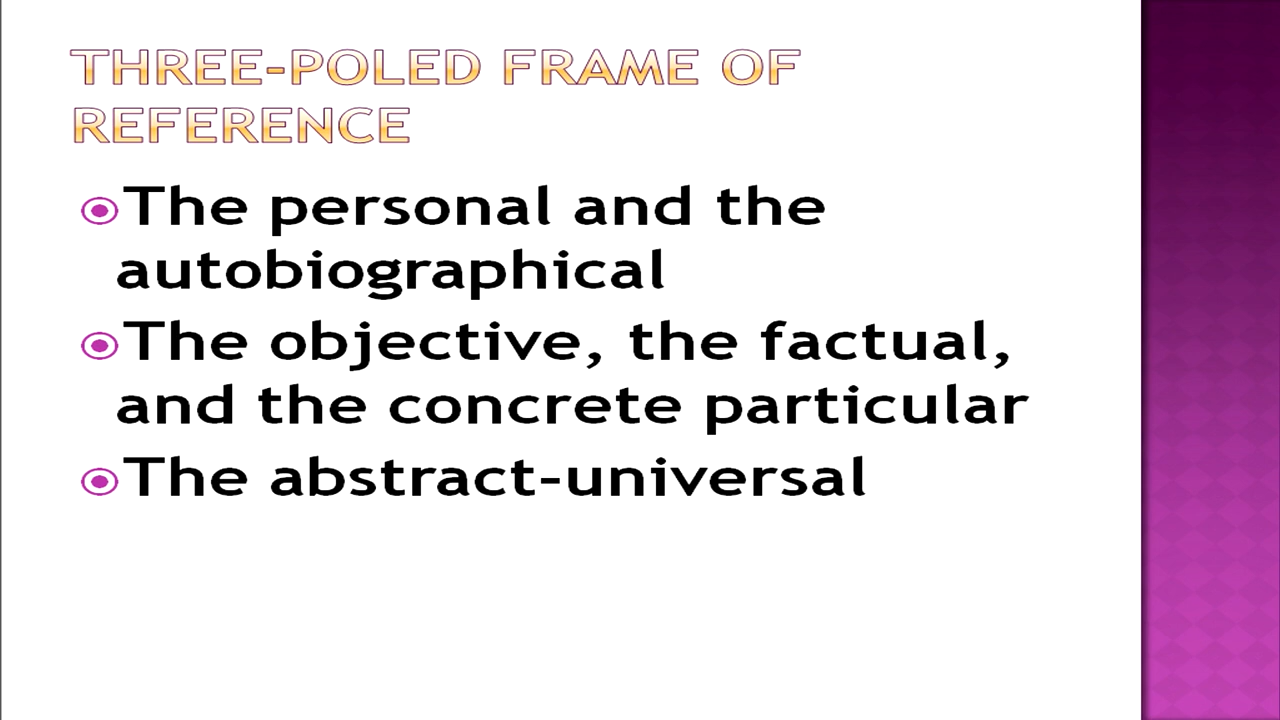 THREE-POLED FRAME OF
REFERENCE
The personal and the
autobiographical
The objective, the factual,
and the concrete particular
The abstract-universal